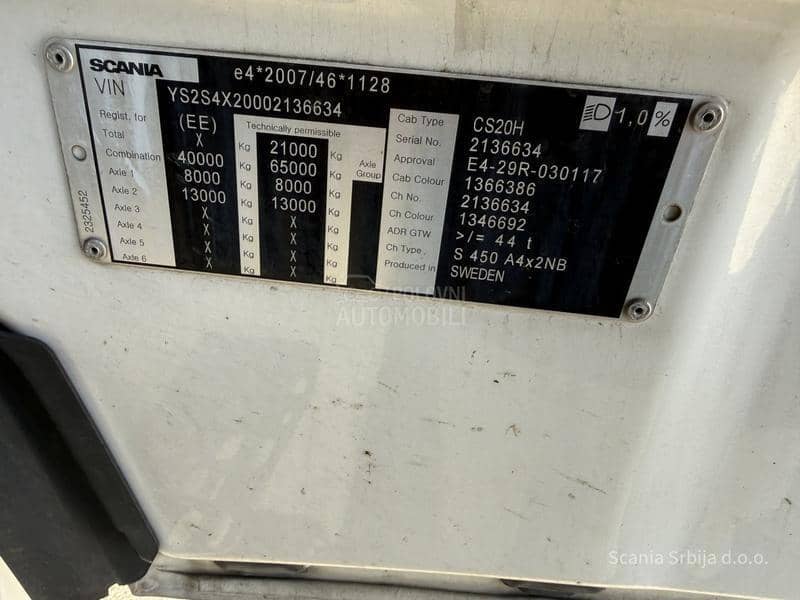 SCANIA e4*2007/46*1128
VIN YS2S4X20002136634
Regist. for (EE) Technically permissible
Total X Kg 21000 Kg
Combination 40000 Kg 65000 Kg Axle Group
Axle 1 8000 Kg 8000 Kg
Axle 2 13000 Kg 13000 Kg
Axle 3 X Kg X Kg
Axle 4 X Kg X Kg
Axle 5 X Kg X Kg
Axle 6 X Kg X Kg
2325452
Cab Type CS20H 1,0%
Serial No. 2136634
Approval E4-29R-030117
Cab Colour 1366386
Ch No. 2136634
Ch Colour 1346692
ADR GTW >/= 44 t
Ch Type S 450 A4x2NB
Produced in SWEDEN
POLOVNI
AUTOMOBILI
Scania Srbija d.o.o.